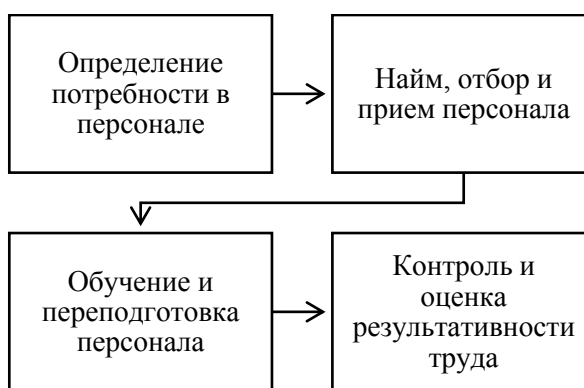 Определение
потребности в
персонале
Найм, отбор и
прием персонала
Обучение и
переподготовка
персонала
Контроль и
оценка
результативности
труда